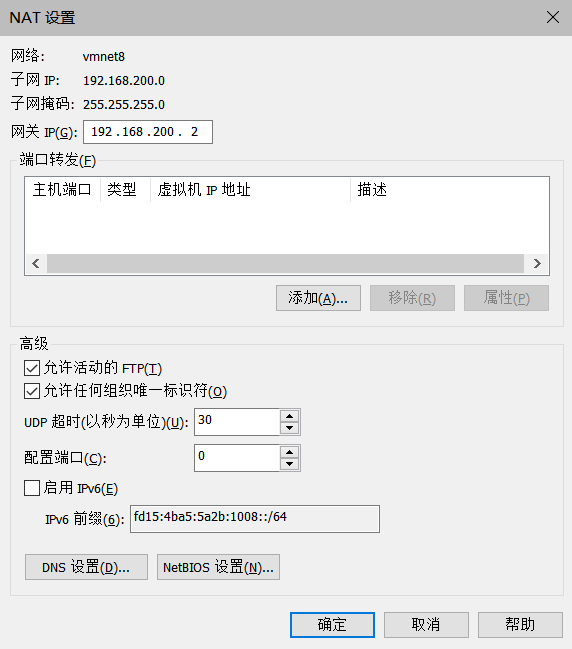 NAT 设置
网络: vmnet8
子网 IP: 192.168.200.0
子网掩码: 255.255.255.0
网关 IP(G): 192 . 168 . 200 . 2
端口转发(F)
主机端口 类型 虚拟机 IP 地址 描述
添加(A)... 移除(R) 属性(P)
高级
允许活动的 FTP(T)
允许任何组织唯一标识符(O)
UDP 超时(以秒为单位)(U): 30
配置端口(C): 0
启用 IPv6(E)
IPv6 前缀(6): fd15:4ba5:5a2b:1008::/64
DNS 设置(D)... NetBIOS 设置(N)...
确定 取消 帮助